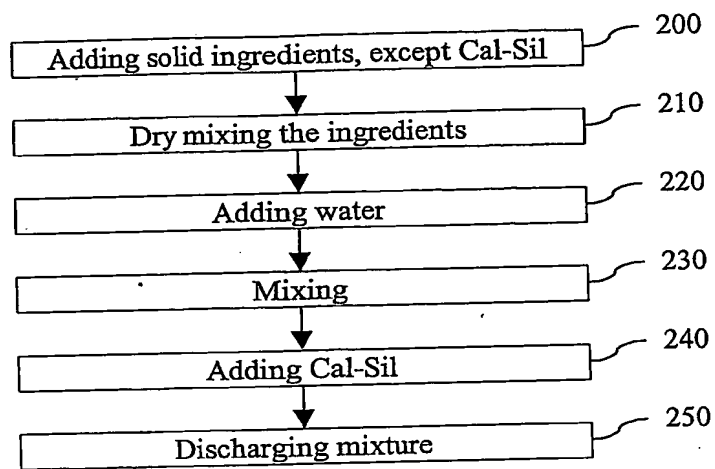 200
Adding solid ingredients, except Cal-Sil
210
Dry mixing the ingredients
220
Adding water
230
Mixing
240
Adding Cal-Sil
250
Discharging mixture